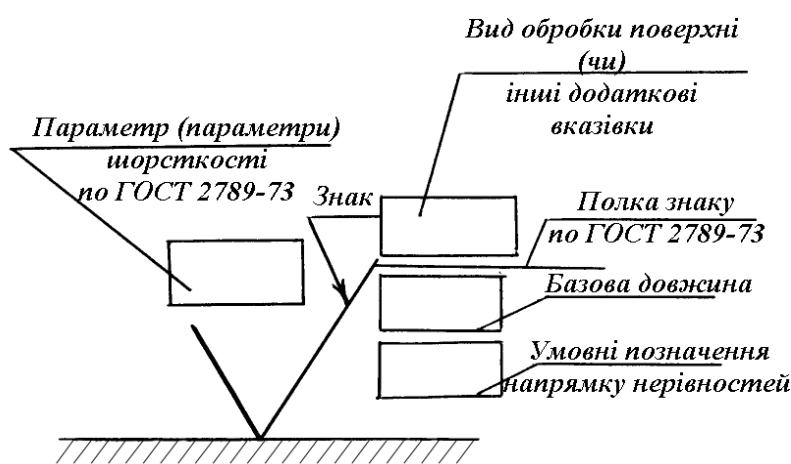 Вид обробки поверхні
(чи)
інші додаткові
вказівки
Параметр (параметри)
шорсткості
по ГОСТ 2789-73
Знак
Полка знаку
по ГОСТ 2789-73
Базова довжина
Умовні позначення
напрямку нерівностей